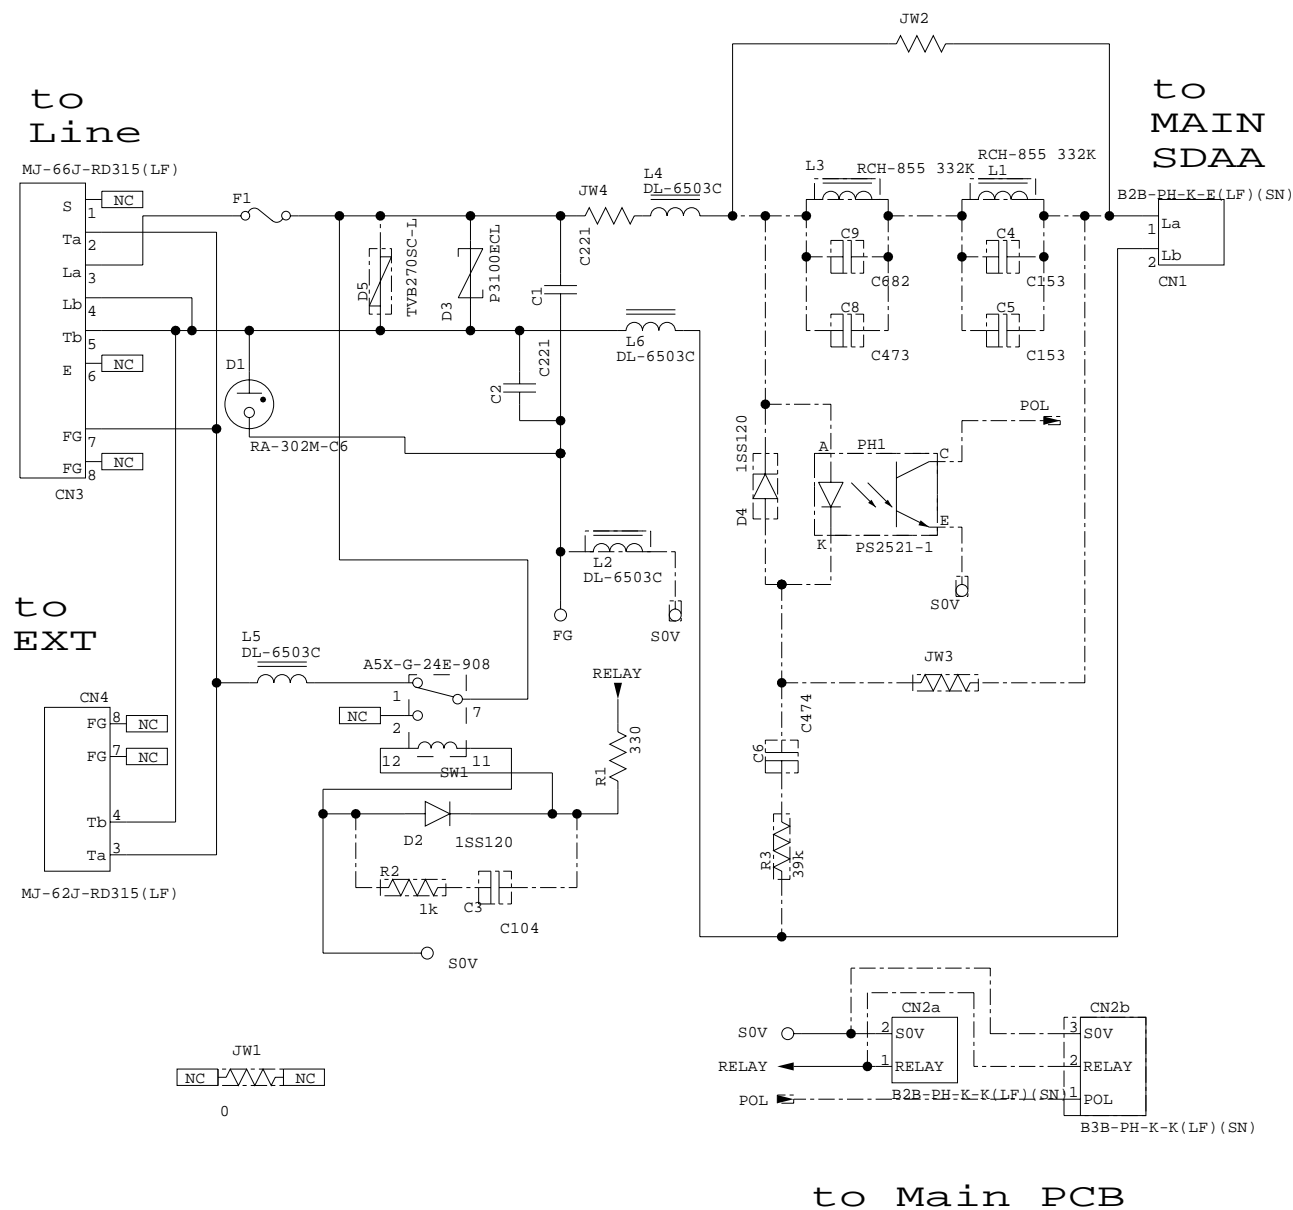 JW2
to
Line
to
MAIN
SDAA
MJ-66J-RD315(LF)
S
1
NC
Ta
2
La
3
Lb
4
Tb
5
E
6
NC
FG
7
FG
8
NC
CN3
F1
D5
TVB270SC-L
D3
P3100ECL
C1
C221
JW4
L4
DL-6503C
L3
RCH-855 332K
RCH-855 332K
L1
B2B-PH-K-E(LF)(SN)
La
1
Lb
2
CN1
C9
C682
C8
C473
C4
C153
C5
C153
L6
DL-6503C
D1
RA-302M-C6
C2
C221
POL
1SS120
D4
A
PH1
C
K
E
PS2521-1
S0V
L2
DL-6503C
FG
S0V
to
EXT
L5
DL-6503C
A5X-G-24E-908
1
7
NC
2
12
11
SW1
RELAY
R1
330
JW3
C6
C474
R3
39k
CN4
FG
8
NC
FG
7
NC
Tb
4
Ta
3
MJ-62J-RD315(LF)
D2
1SS120
R2
1k
C3
C104
S0V
JW1
NC
NC
0
CN2a
S0V
2
S0V
RELAY
1
RELAY
B2B-PH-K-K(LF)(SN)
POL
CN2b
3
S0V
2
RELAY
1
POL
B3B-PH-K-K(LF)(SN)
to Main PCB